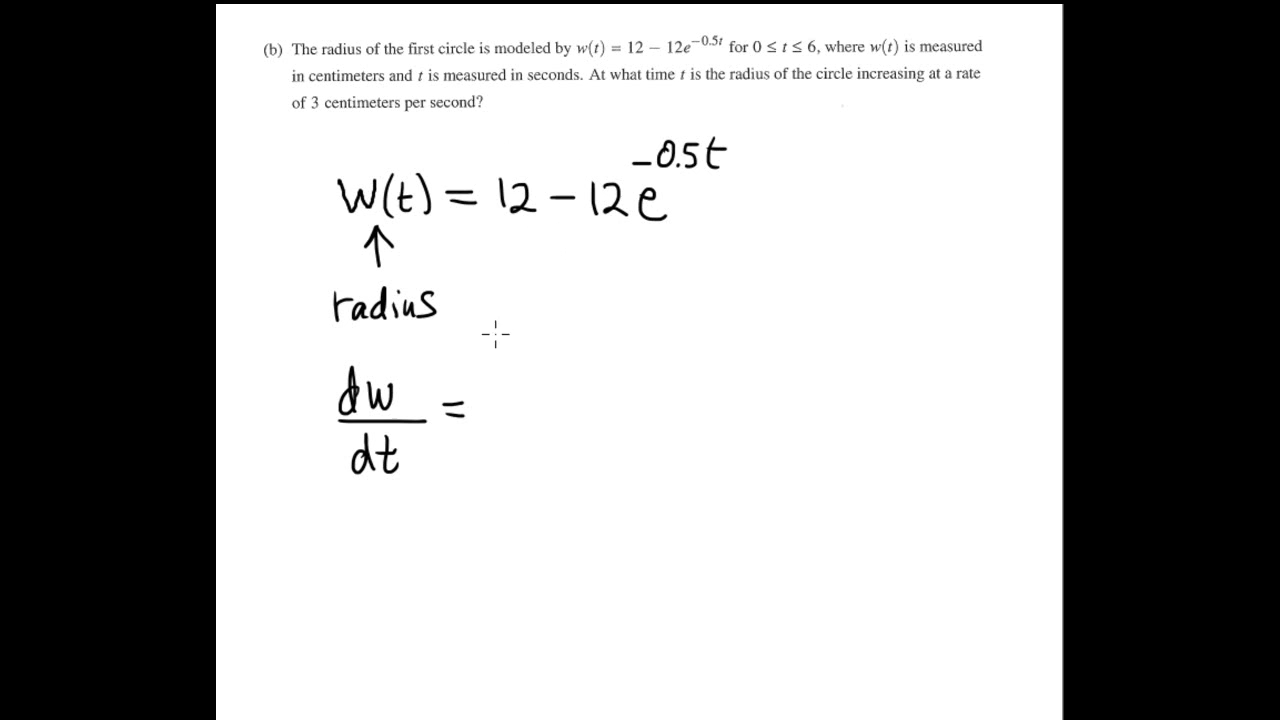 (b) The radius of the first circle is modeled by w(t) = 12 − 12e^−0.5t for 0 ≤ t ≤ 6, where w(t) is measured
in centimeters and t is measured in seconds. At what time t is the radius of the circle increasing at a rate
of 3 centimeters per second?
W(t) = 12 − 12e^−0.5t
↑
radius
dw/dt =